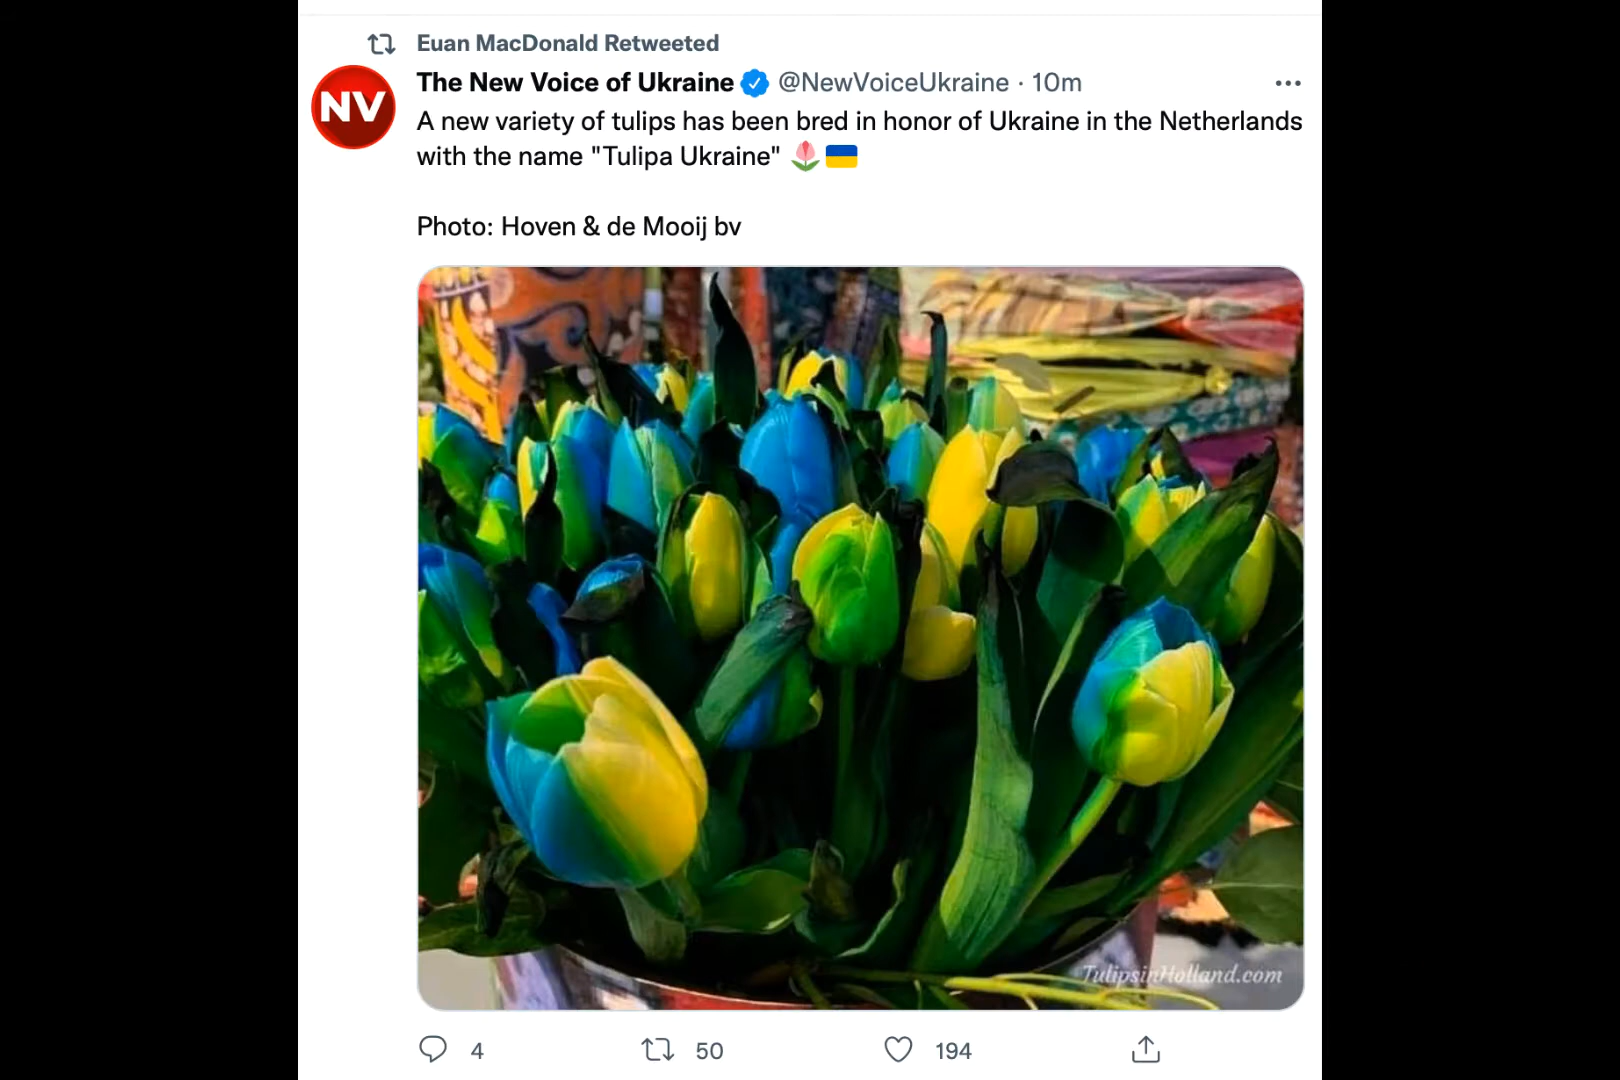 Euan MacDonald Retweeted
NV
The New Voice of Ukraine @NewVoiceUkraine · 10m
A new variety of tulips has been bred in honor of Ukraine in the Netherlands
with the name "Tulipa Ukraine" 🌷🇺🇦
Photo: Hoven & de Mooij bv
TulipsinHolland.com
4 50 194